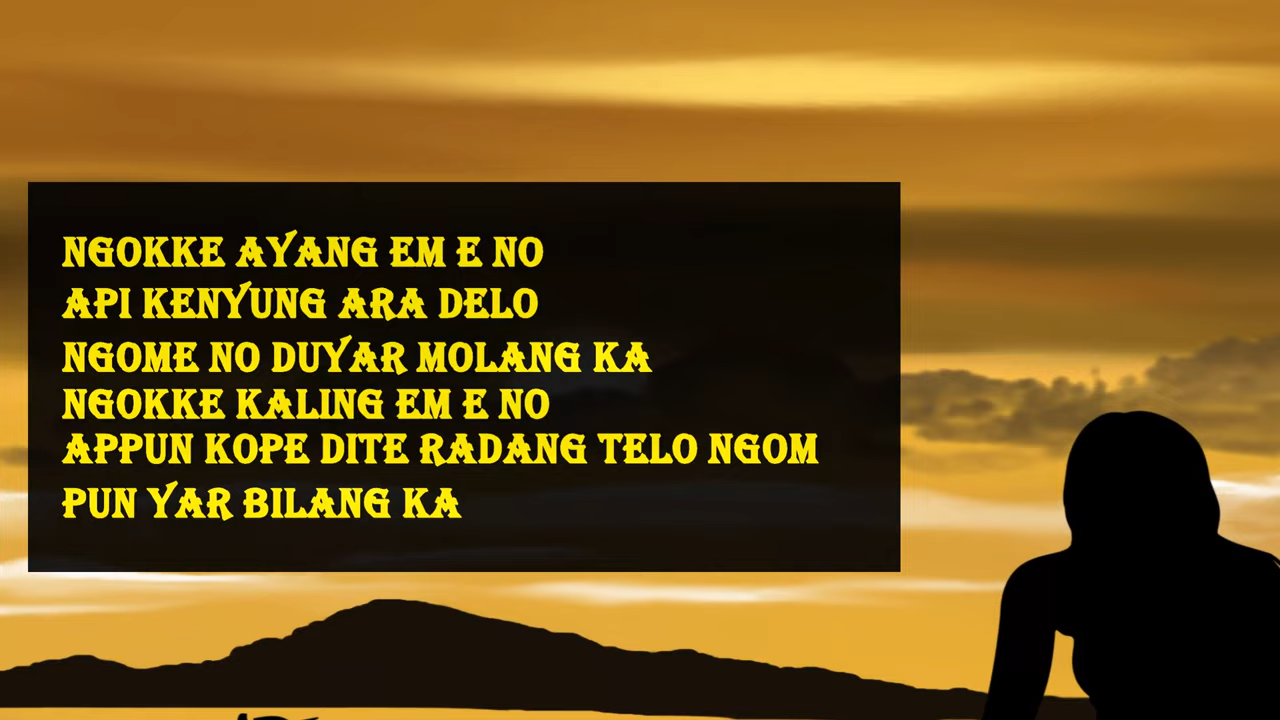 NGOKKE AYANG EM E NO
API KENYUNG ARA DELO
NGOME NO DUYAR MOLANG KA
NGOKKE KALING EM E NO
APPUN KOPE DITE RADANG TELO NGOM
PUN YAR BILANG KA